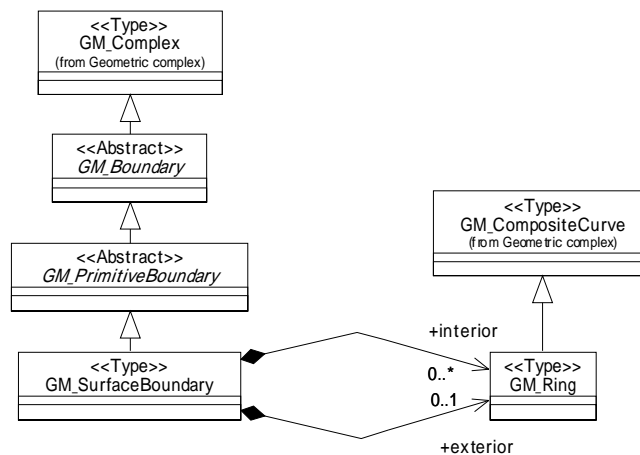 <<Type>>
GM_Complex
(from Geometric complex)
<<Abstract>>
GM_Boundary
<<Abstract>>
GM_PrimitiveBoundary
<<Type>>
GM_SurfaceBoundary
<<Type>>
GM_CompositeCurve
(from Geometric complex)
+interior
0..*
0..1
+exterior
<<Type>>
GM_Ring